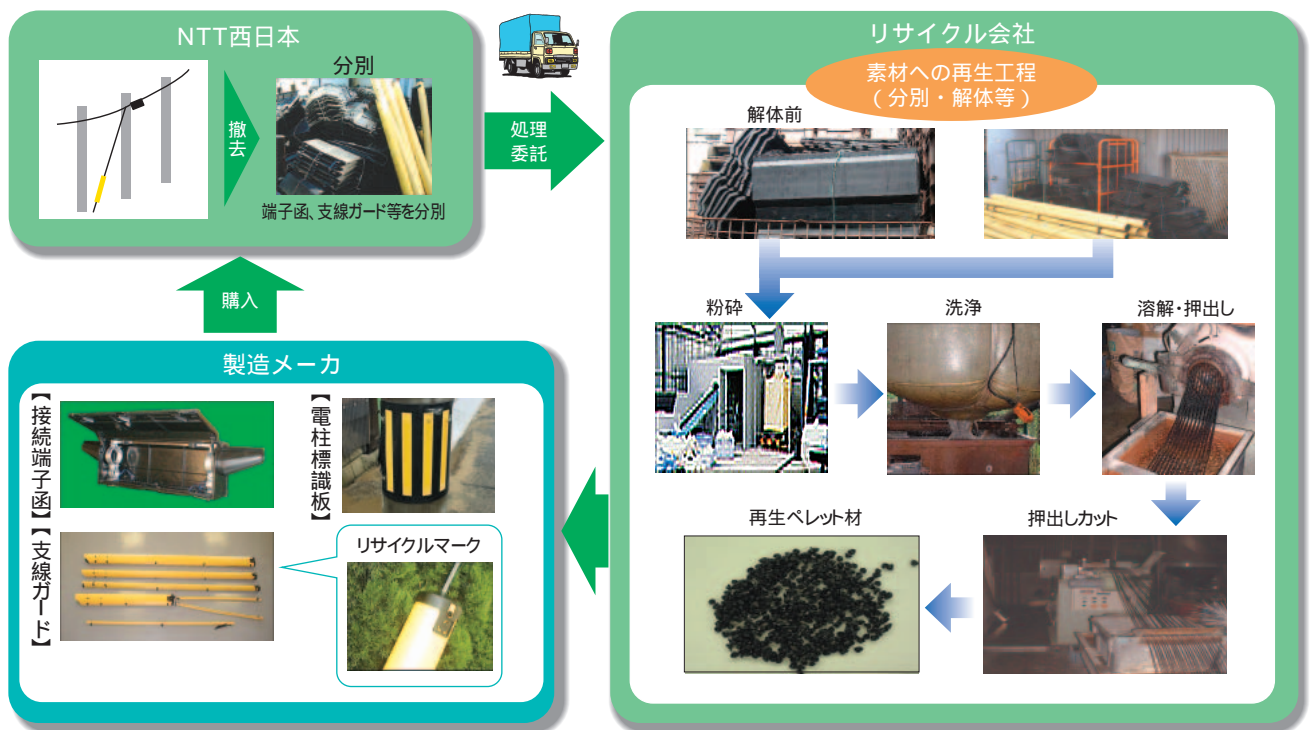 NTT西日本
撤去
分別
端子函、支線ガード等を分別
処理
委託
リサイクル会社
素材への再生工程
(分別・解体等)
解体前
粉砕
洗浄
溶解・押出し
押出しカット
再生ペレット材
製造メーカ
【接続端子函】
【電柱標識板】
【支線ガード】
リサイクルマーク
購入